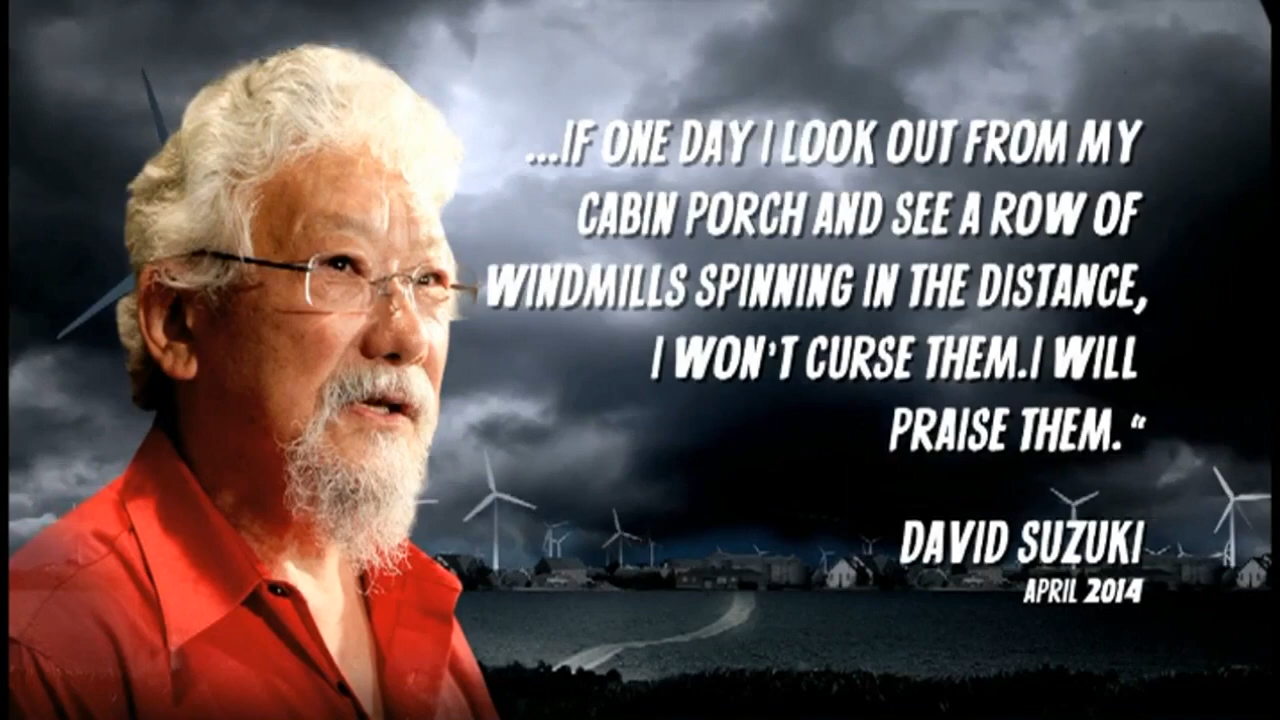 ...IF ONE DAY I LOOK OUT FROM MY
CABIN PORCH AND SEE A ROW OF
WINDMILLS SPINNING IN THE DISTANCE,
I WON'T CURSE THEM.I WILL
PRAISE THEM."
DAVID SUZUKI
APRIL 2014